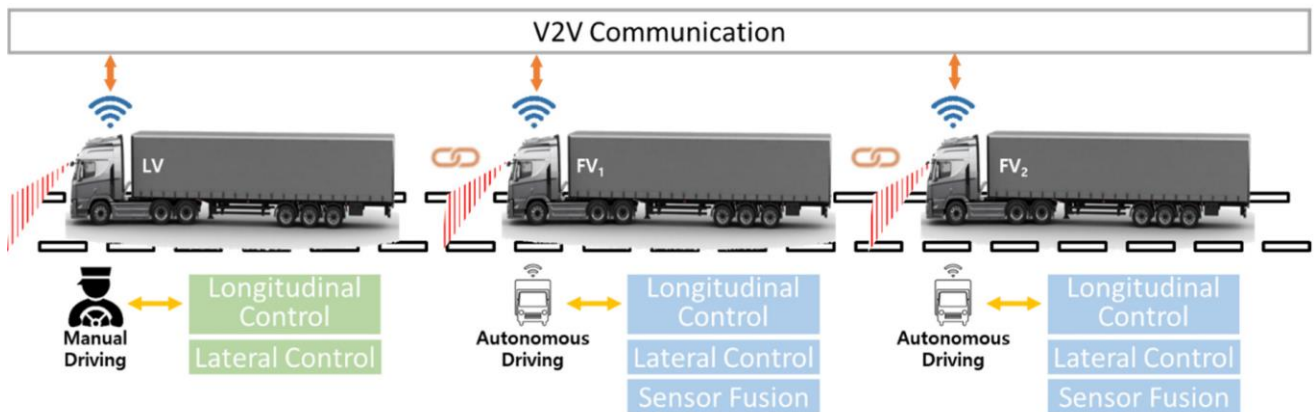 V2V Communication
LV
FV1
FV2
Manual
Driving
Longitudinal
Control
Lateral Control
Autonomous
Driving
Longitudinal
Control
Lateral Control
Sensor Fusion
Autonomous
Driving
Longitudinal
Control
Lateral Control
Sensor Fusion